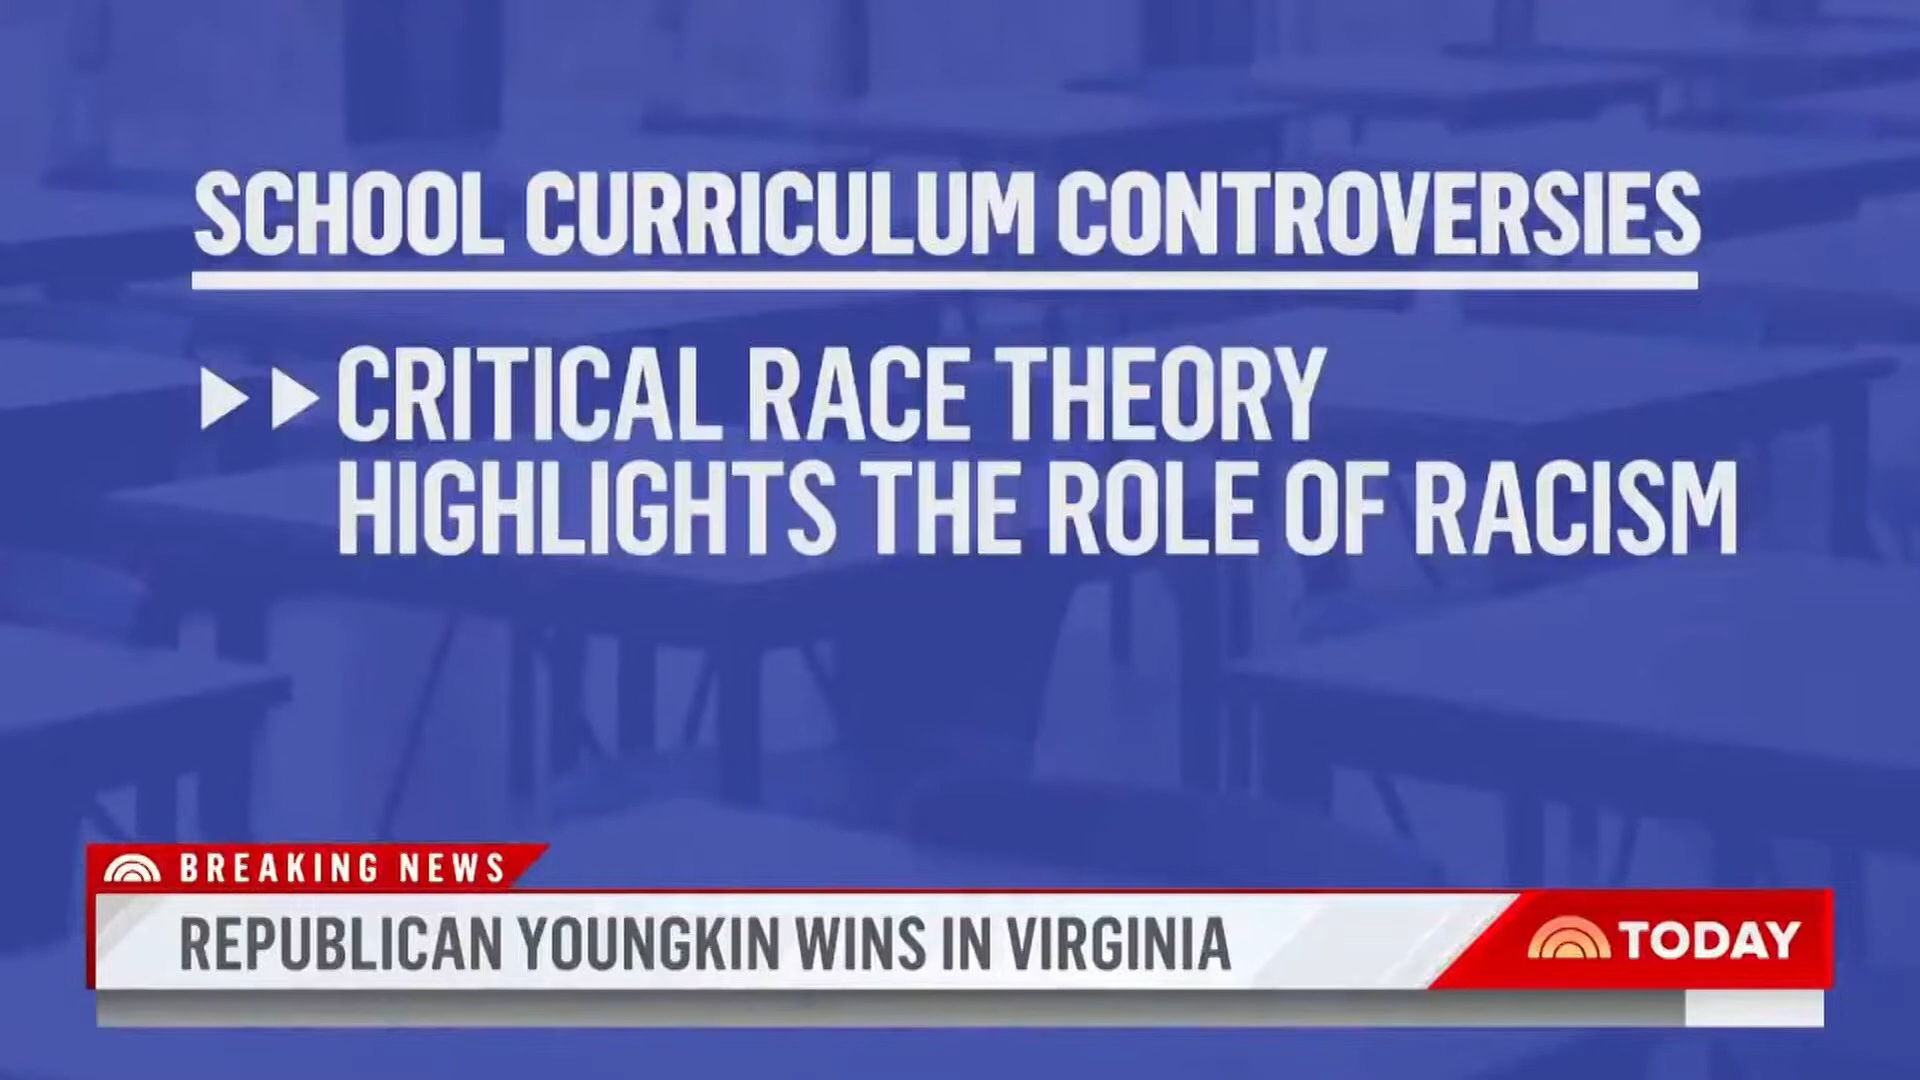 SCHOOL CURRICULUM CONTROVERSIES
CRITICAL RACE THEORY
HIGHLIGHTS THE ROLE OF RACISM
BREAKING NEWS
REPUBLICAN YOUNGKIN WINS IN VIRGINIA
TODAY